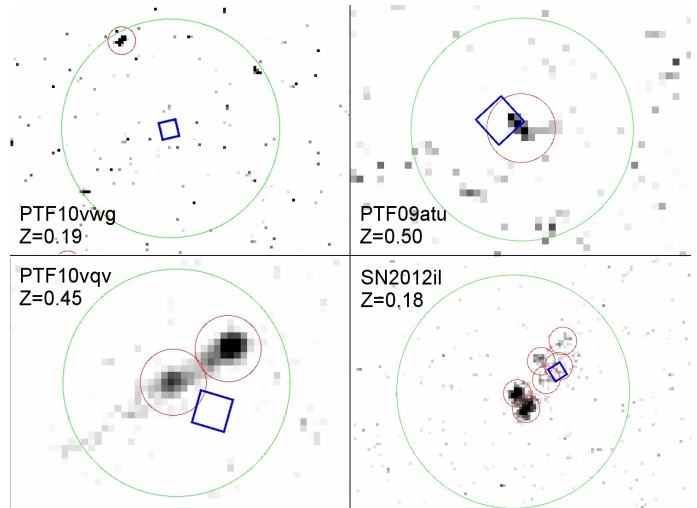 PTF10vwg
Z=0.19
PTF09atu
Z=0.50
PTF10vqv
Z=0.45
SN2012il
Z=0.18